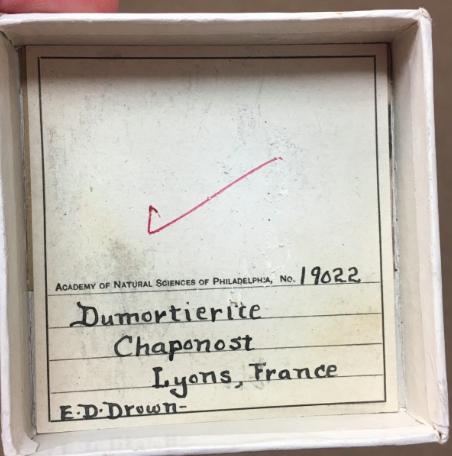 ACADEMY OF NATURAL SCIENCES OF PHILADELPHIA, NO. 19022
Dumortierite
Chaponost
Lyons, France
E.D. Drown-